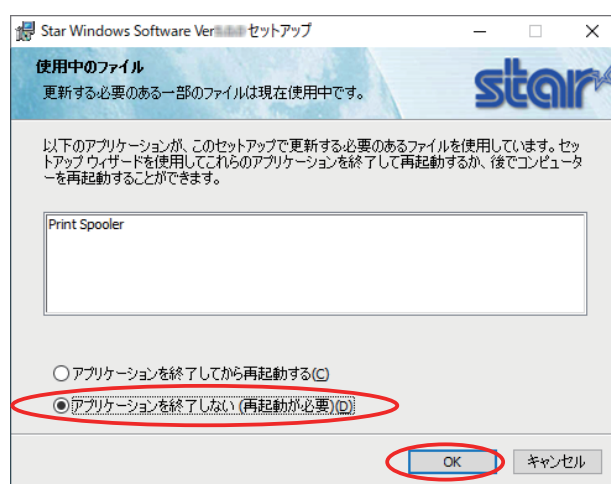 Star Windows Software Ver セットアップ
使用中のファイル
更新する必要のある一部のファイルは現在使用中です。
star
以下のアプリケーションが、このセットアップで更新する必要のあるファイルを使用しています。セッ
トアップ ウィザードを使用してこれらのアプリケーションを終了して再起動するか、後でコンピュータ
ーを再起動することができます。
Print Spooler
アプリケーションを終了してから再起動する(C)
アプリケーションを終了しない (再起動が必要)(D)
OK
キャンセル